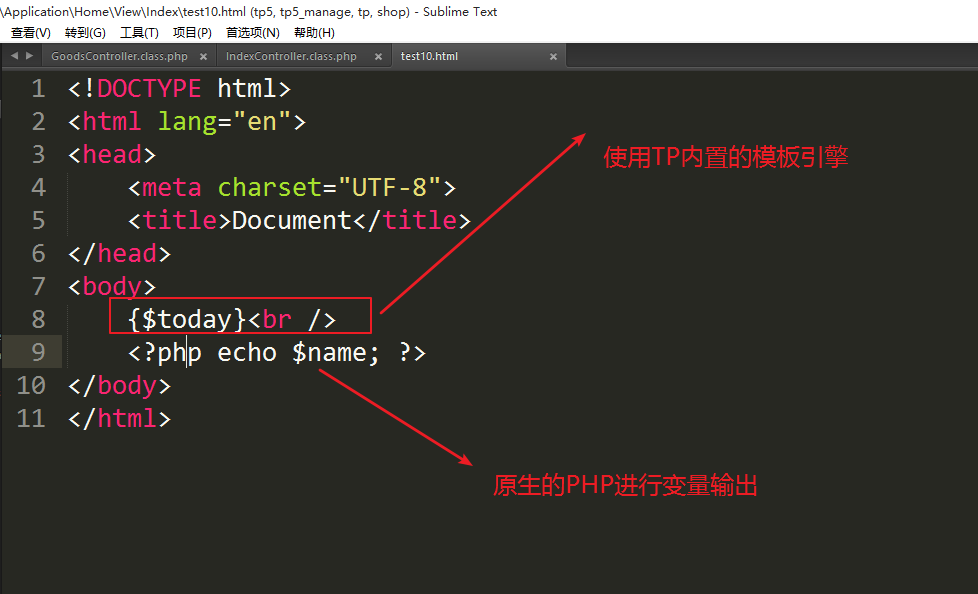 \Application\Home\View\Index\test10.html (tp5, tp5_manage, tp, shop) - Sublime Text
查看(V) 转到(G) 工具(T) 项目(P) 首选项(N) 帮助(H)
GoodsController.class.php × IndexController.class.php × test10.html ×
1 <!DOCTYPE html>
2 <html lang="en">
3 <head>
4 <meta charset="UTF-8">
5 <title>Document</title>
6 </head>
7 <body>
8 {$today}<br />
9 <?php echo $name; ?>
10 </body>
11 </html>
使用TP内置的模板引擎
原生的PHP进行变量输出